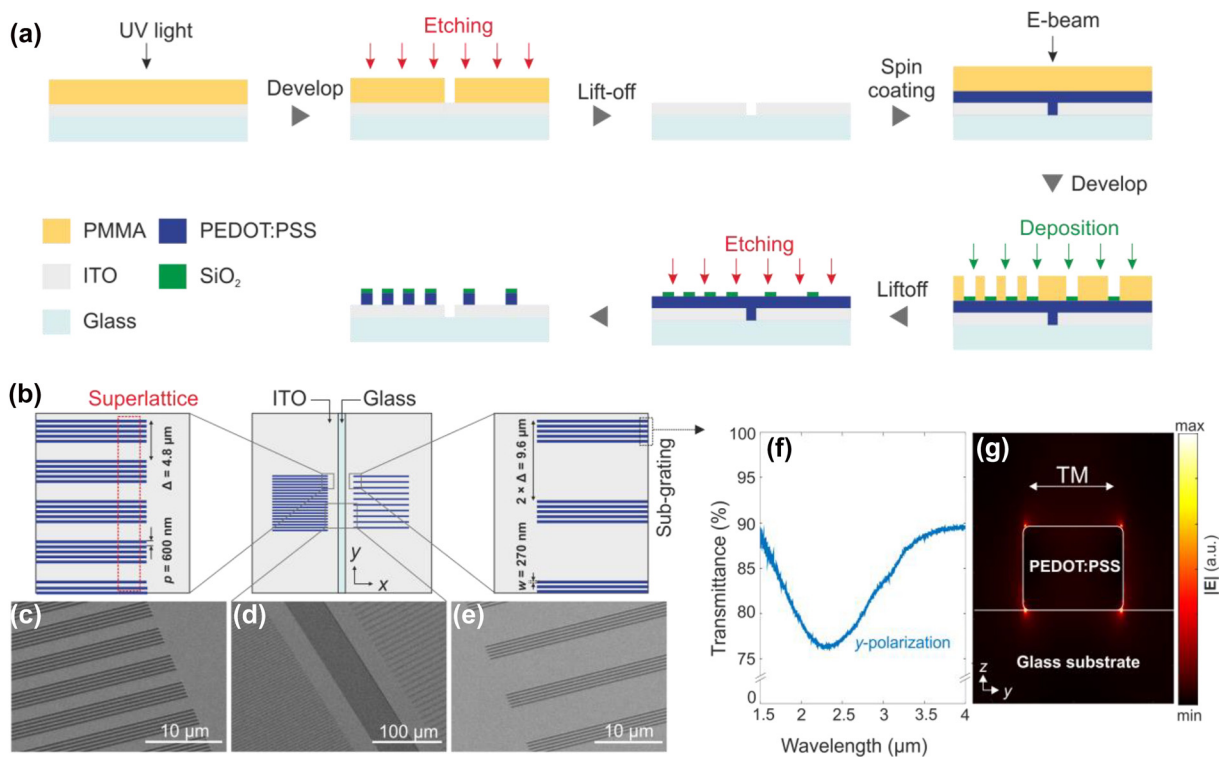 (a)
UV light
Develop
Etching
Lift-off
Spin
coating
E-beam
Develop
Deposition
Liftoff
Etching
PMMA
PEDOT:PSS
ITO
SiO₂
Glass
(b)
Superlattice
Δ = 4.8 μm
p = 600 nm
ITO
Glass
y
x
2 × Δ = 9.6 μm
w = 270 nm
Sub-grating
(c)
10 μm
(d)
100 μm
(e)
10 μm
(f)
Transmittance (%)
100
95
90
85
80
75
0
y-polarization
1.5
2
2.5
3
3.5
4
Wavelength (μm)
(g)
TM
PEDOT:PSS
Glass substrate
z
y
max
|E| (a.u.)
min